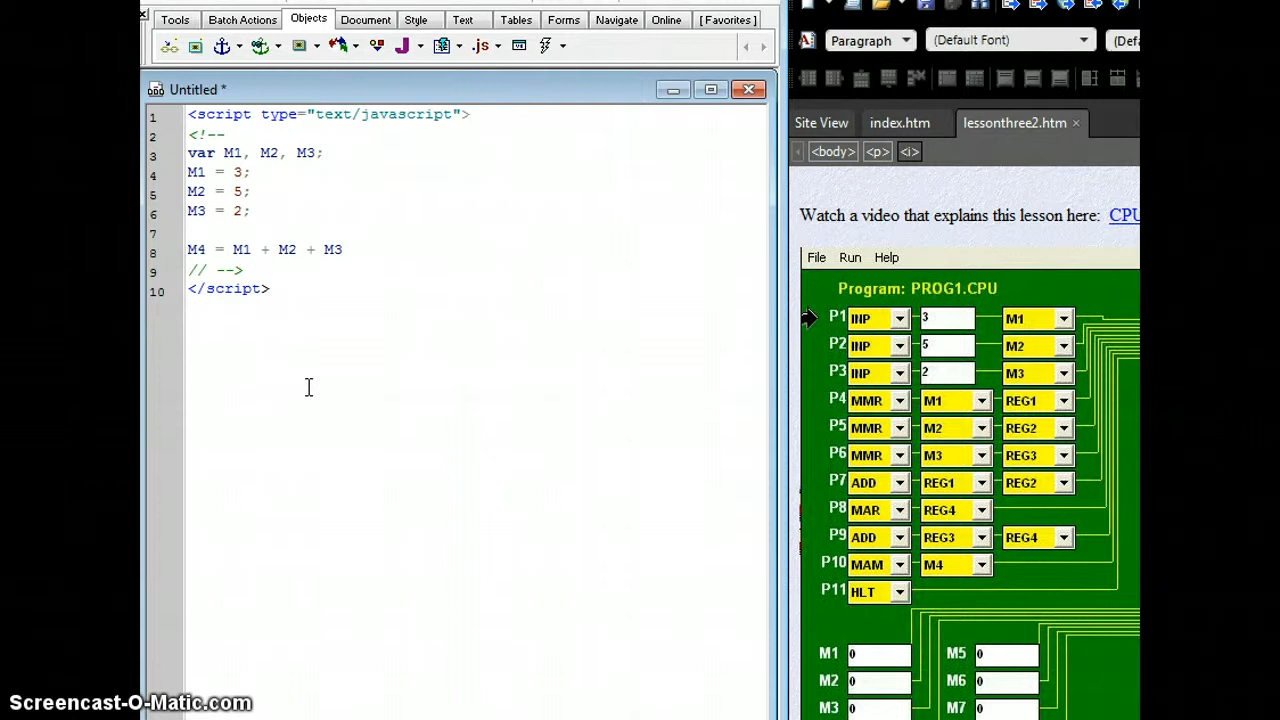 Tools Batch Actions Objects Document Style Text Tables Forms Navigate Online [ Favorites ]
.js
Untitled *
1 <script type="text/javascript">
2 <!--
3 var M1, M2, M3;
4 M1 = 3;
5 M2 = 5;
6 M3 = 2;
7
8 M4 = M1 + M2 + M3
9 // -->
10 </script>
Paragraph (Default Font)
Site View index.htm lessonthree2.htm ×
<body> <p> <i>
Watch a video that explains this lesson here: CPU
File Run Help
Program: PROG1.CPU
P1 INP 3 M1
P2 INP 5 M2
P3 INP 2 M3
P4 MMR M1 REG1
P5 MMR M2 REG2
P6 MMR M3 REG3
P7 ADD REG1 REG2
P8 MAR REG4
P9 ADD REG3 REG4
P10 MAM M4
P11 HLT
M1 0 M5 0
M2 0 M6 0
M3 0 M7 0
Screencast-O-Matic.com